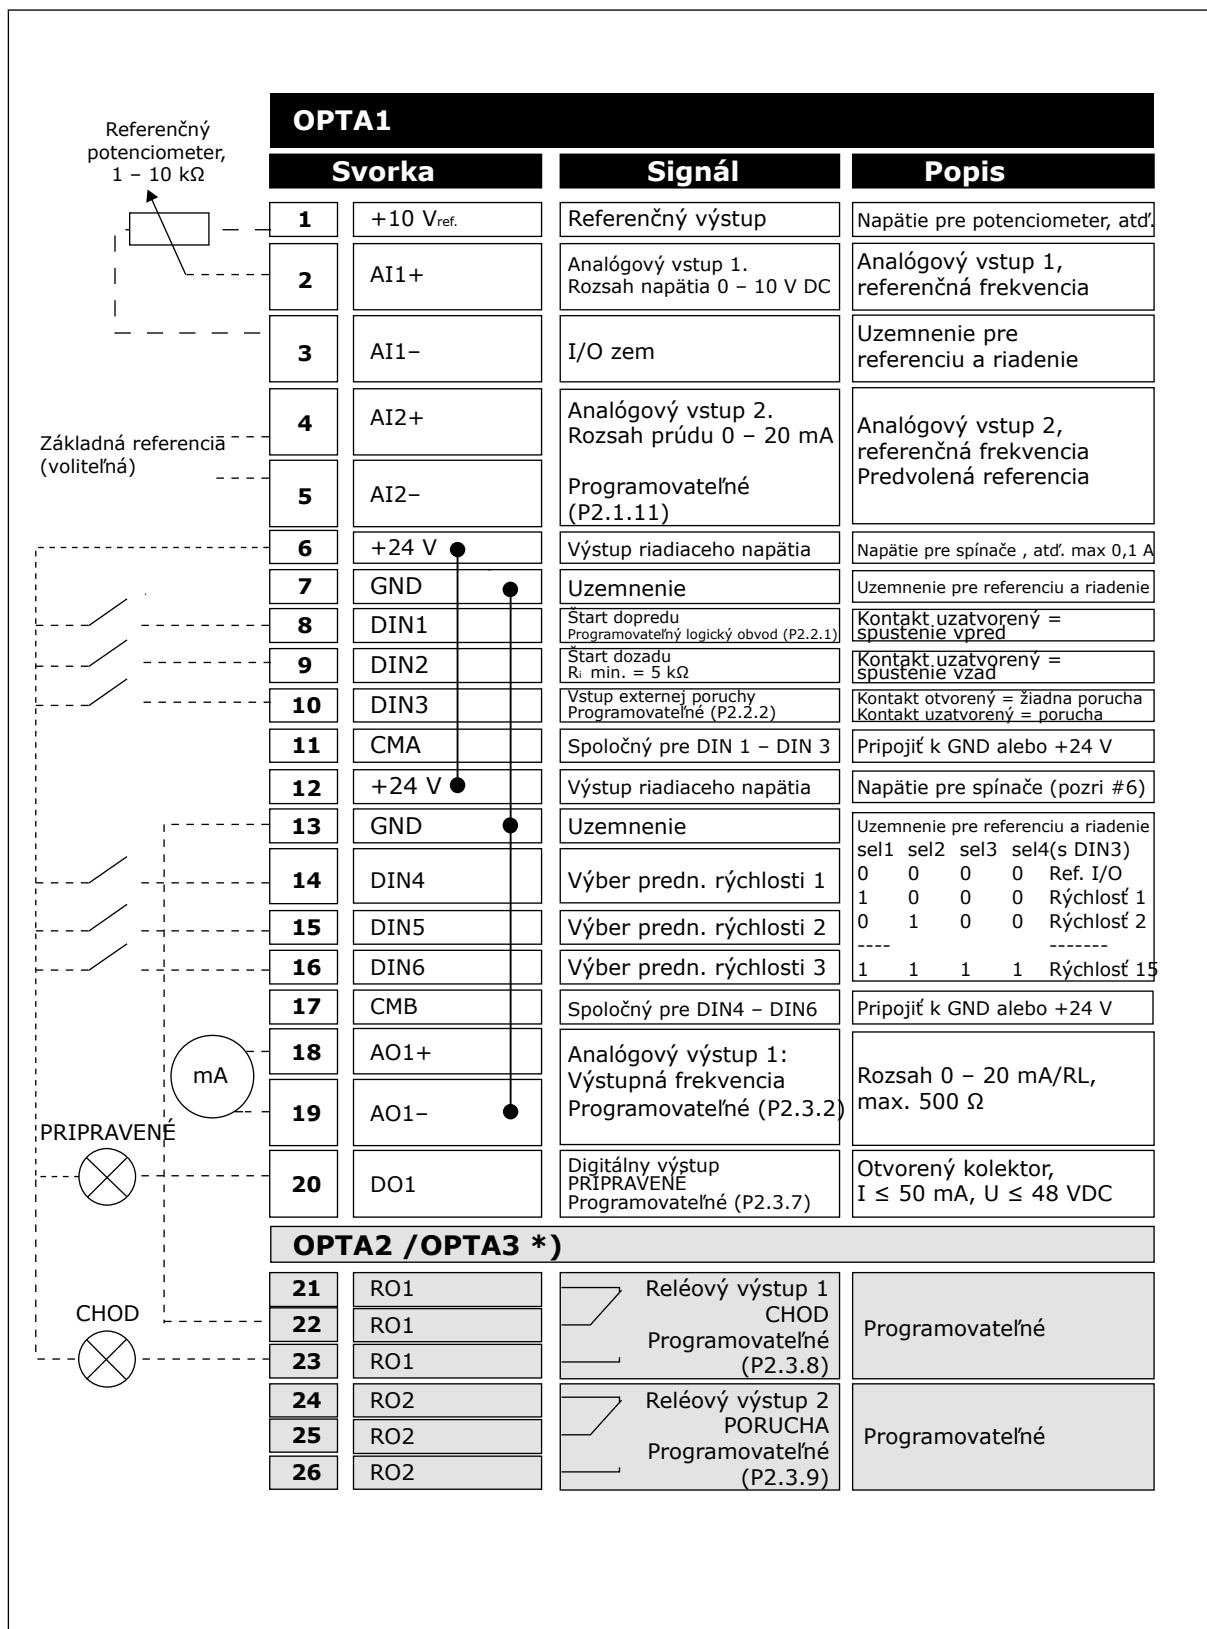 OPTA1
Referenčný
potenciometer,
1 – 10 kΩ
Svorka Signál Popis
1 +10 Vref. Referenčný výstup Napätie pre potenciometer, atď.
2 AI1+ Analógový vstup 1.
Rozsah napätia 0 – 10 V DC
Analógový vstup 1,
referenčná frekvencia
3 AI1– I/O zem
Uzemnenie pre
referenciu a riadenie
Základná referencia
(voliteľná)
4 AI2+
5 AI2–
Analógový vstup 2.
Rozsah prúdu 0 – 20 mA
Programovateľné
(P2.1.11)
Analógový vstup 2,
referenčná frekvencia
Predvolená referencia
6 +24 V Výstup riadiaceho napätia Napätie pre spínače , atď. max 0,1 A
7 GND Uzemnenie Uzemnenie pre referenciu a riadenie
8 DIN1 Štart dopredu
Programovateľný logický obvod (P2.2.1)
Kontakt uzatvorený =
spustenie vpred
9 DIN2 Štart dozadu
Ri min. = 5 kΩ
Kontakt uzatvorený =
spustenie vzad
10 DIN3 Vstup externej poruchy
Programovateľné (P2.2.2)
Kontakt otvorený = žiadna porucha
Kontakt uzatvorený = porucha
11 CMA Spoločný pre DIN 1 – DIN 3 Pripojiť k GND alebo +24 V
12 +24 V Výstup riadiaceho napätia Napätie pre spínače (pozri #6)
13 GND Uzemnenie Uzemnenie pre referenciu a riadenie
sel1 sel2 sel3 sel4(s DIN3)
0 0 0 0 Ref. I/O
1 0 0 0 Rýchlosť 1
0 1 0 0 Rýchlosť 2
---- -------
1 1 1 1 Rýchlosť 15
14 DIN4 Výber predn. rýchlosti 1
15 DIN5 Výber predn. rýchlosti 2
16 DIN6 Výber predn. rýchlosti 3
17 CMB Spoločný pre DIN4 – DIN6 Pripojiť k GND alebo +24 V
mA
18 AO1+
19 AO1–
Analógový výstup 1:
Výstupná frekvencia
Programovateľné (P2.3.2)
Rozsah 0 – 20 mA/RL,
max. 500 Ω
PRIPRAVENÉ
20 DO1 Digitálny výstup
PRIPRAVENÉ
Programovateľné (P2.3.7)
Otvorený kolektor,
I ≤ 50 mA, U ≤ 48 VDC
OPTA2 /OPTA3 *)
CHOD
21 RO1
22 RO1
23 RO1
Reléový výstup 1
CHOD
Programovateľné
(P2.3.8)
Programovateľné
24 RO2
25 RO2
26 RO2
Reléový výstup 2
PORUCHA
Programovateľné
(P2.3.9)
Programovateľné